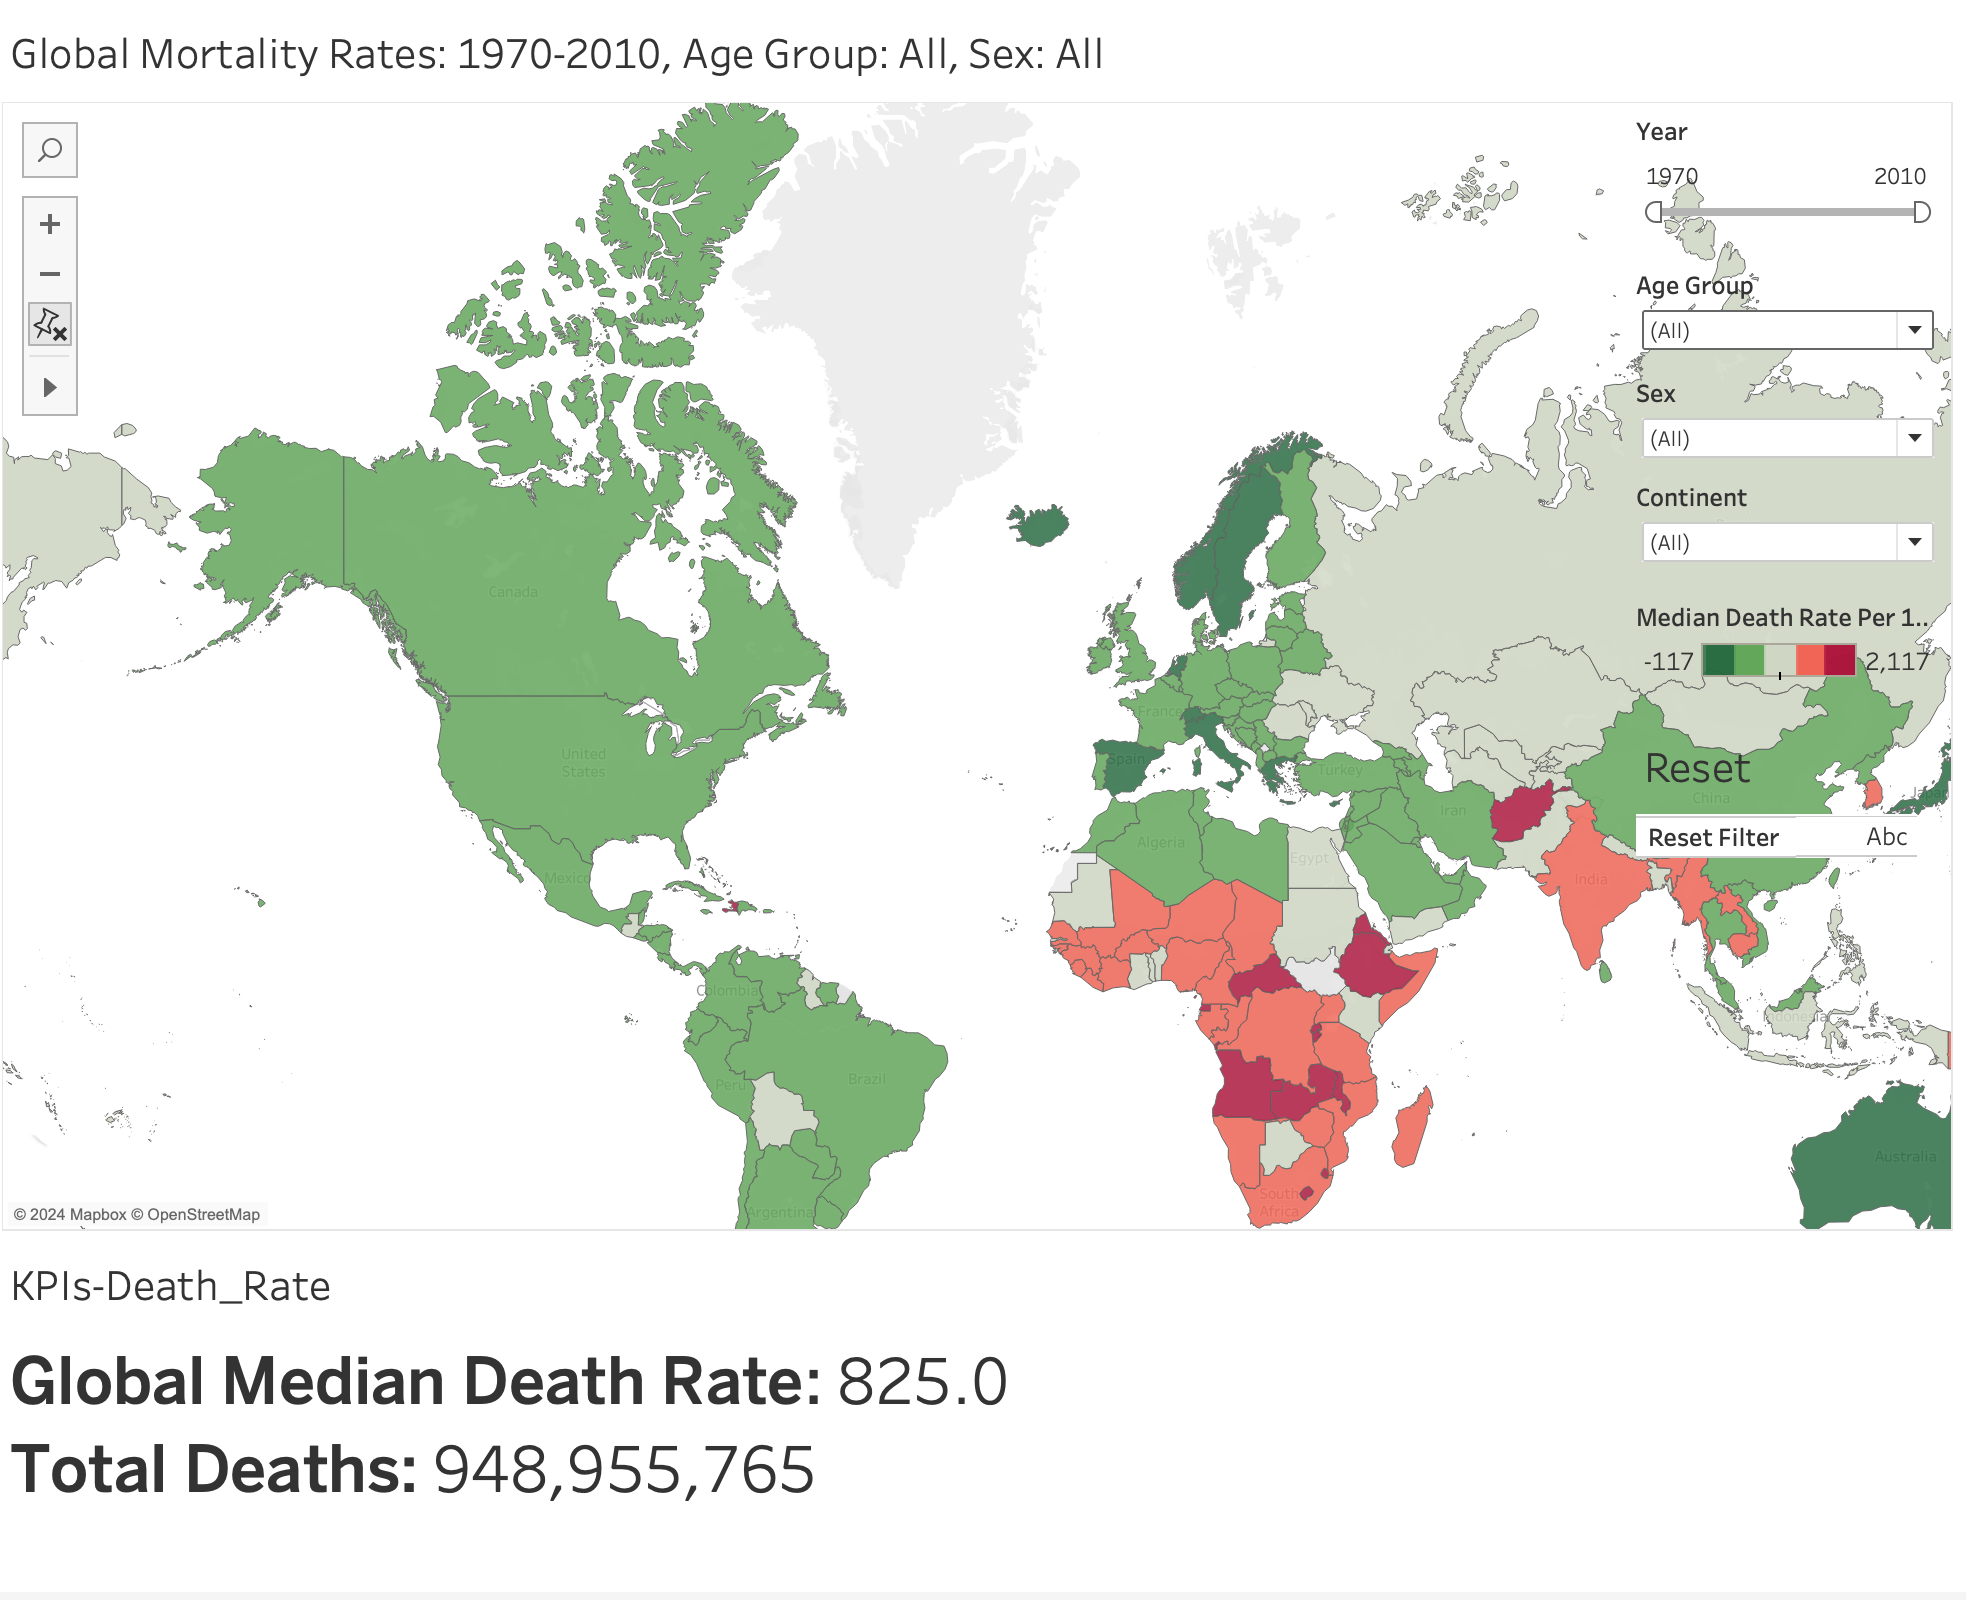 Global Mortality Rates: 1970-2010, Age Group: All, Sex: All
Year
1970 2010
Age Group
(All)
Sex
(All)
Continent
(All)
Median Death Rate Per 1..
-117 2,117
Reset
Reset Filter Abc
Canada
United
States
Mexico
Colombia
Peru
Brazil
Argentina
France
Spain
Turkey
Algeria
Egypt
Iran
India
China
Japan
Indonesia
South
Africa
Australia
© 2024 Mapbox © OpenStreetMap
KPIs-Death_Rate
Global Median Death Rate: 825.0
Total Deaths: 948,955,765